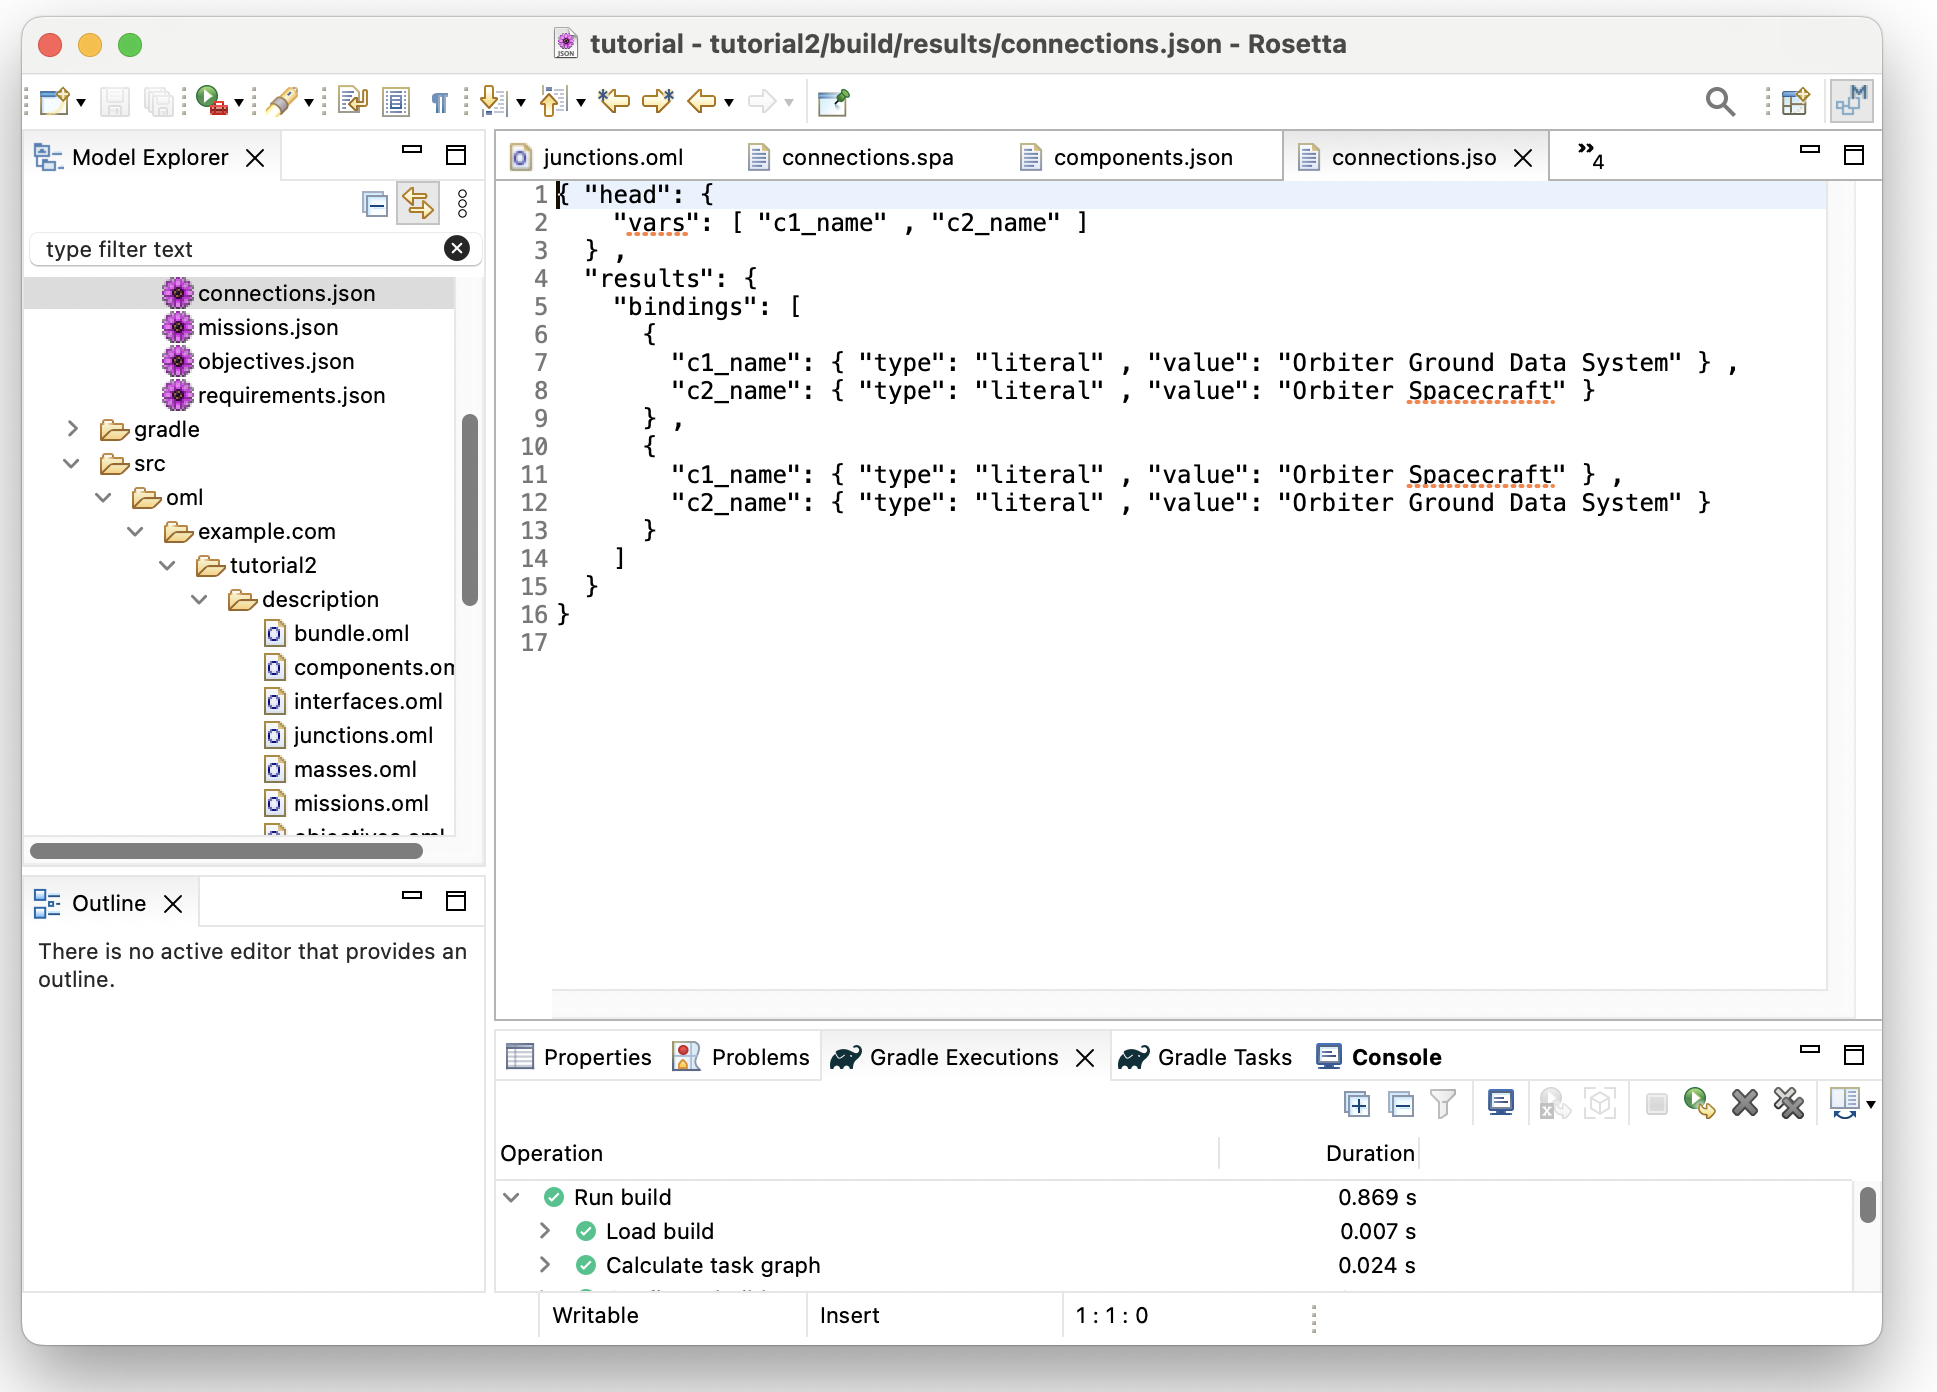 tutorial - tutorial2/build/results/connections.json - Rosetta
Model Explorer
type filter text
connections.json
missions.json
objectives.json
requirements.json
gradle
src
oml
example.com
tutorial2
description
bundle.oml
components.om
interfaces.oml
junctions.oml
masses.oml
missions.oml
Outline
There is no active editor that provides an
outline.
junctions.oml
connections.spa
components.json
connections.jso
»4
1 { "head": {
2 "vars": [ "c1_name" , "c2_name" ]
3 } ,
4 "results": {
5 "bindings": [
6 {
7 "c1_name": { "type": "literal" , "value": "Orbiter Ground Data System" } ,
8 "c2_name": { "type": "literal" , "value": "Orbiter Spacecraft" }
9 } ,
10 {
11 "c1_name": { "type": "literal" , "value": "Orbiter Spacecraft" } ,
12 "c2_name": { "type": "literal" , "value": "Orbiter Ground Data System" }
13 }
14 ]
15 }
16 }
17
Properties
Problems
Gradle Executions
Gradle Tasks
Console
Operation Duration
Run build 0.869 s
Load build 0.007 s
Calculate task graph 0.024 s
Writable
Insert
1 : 1 : 0